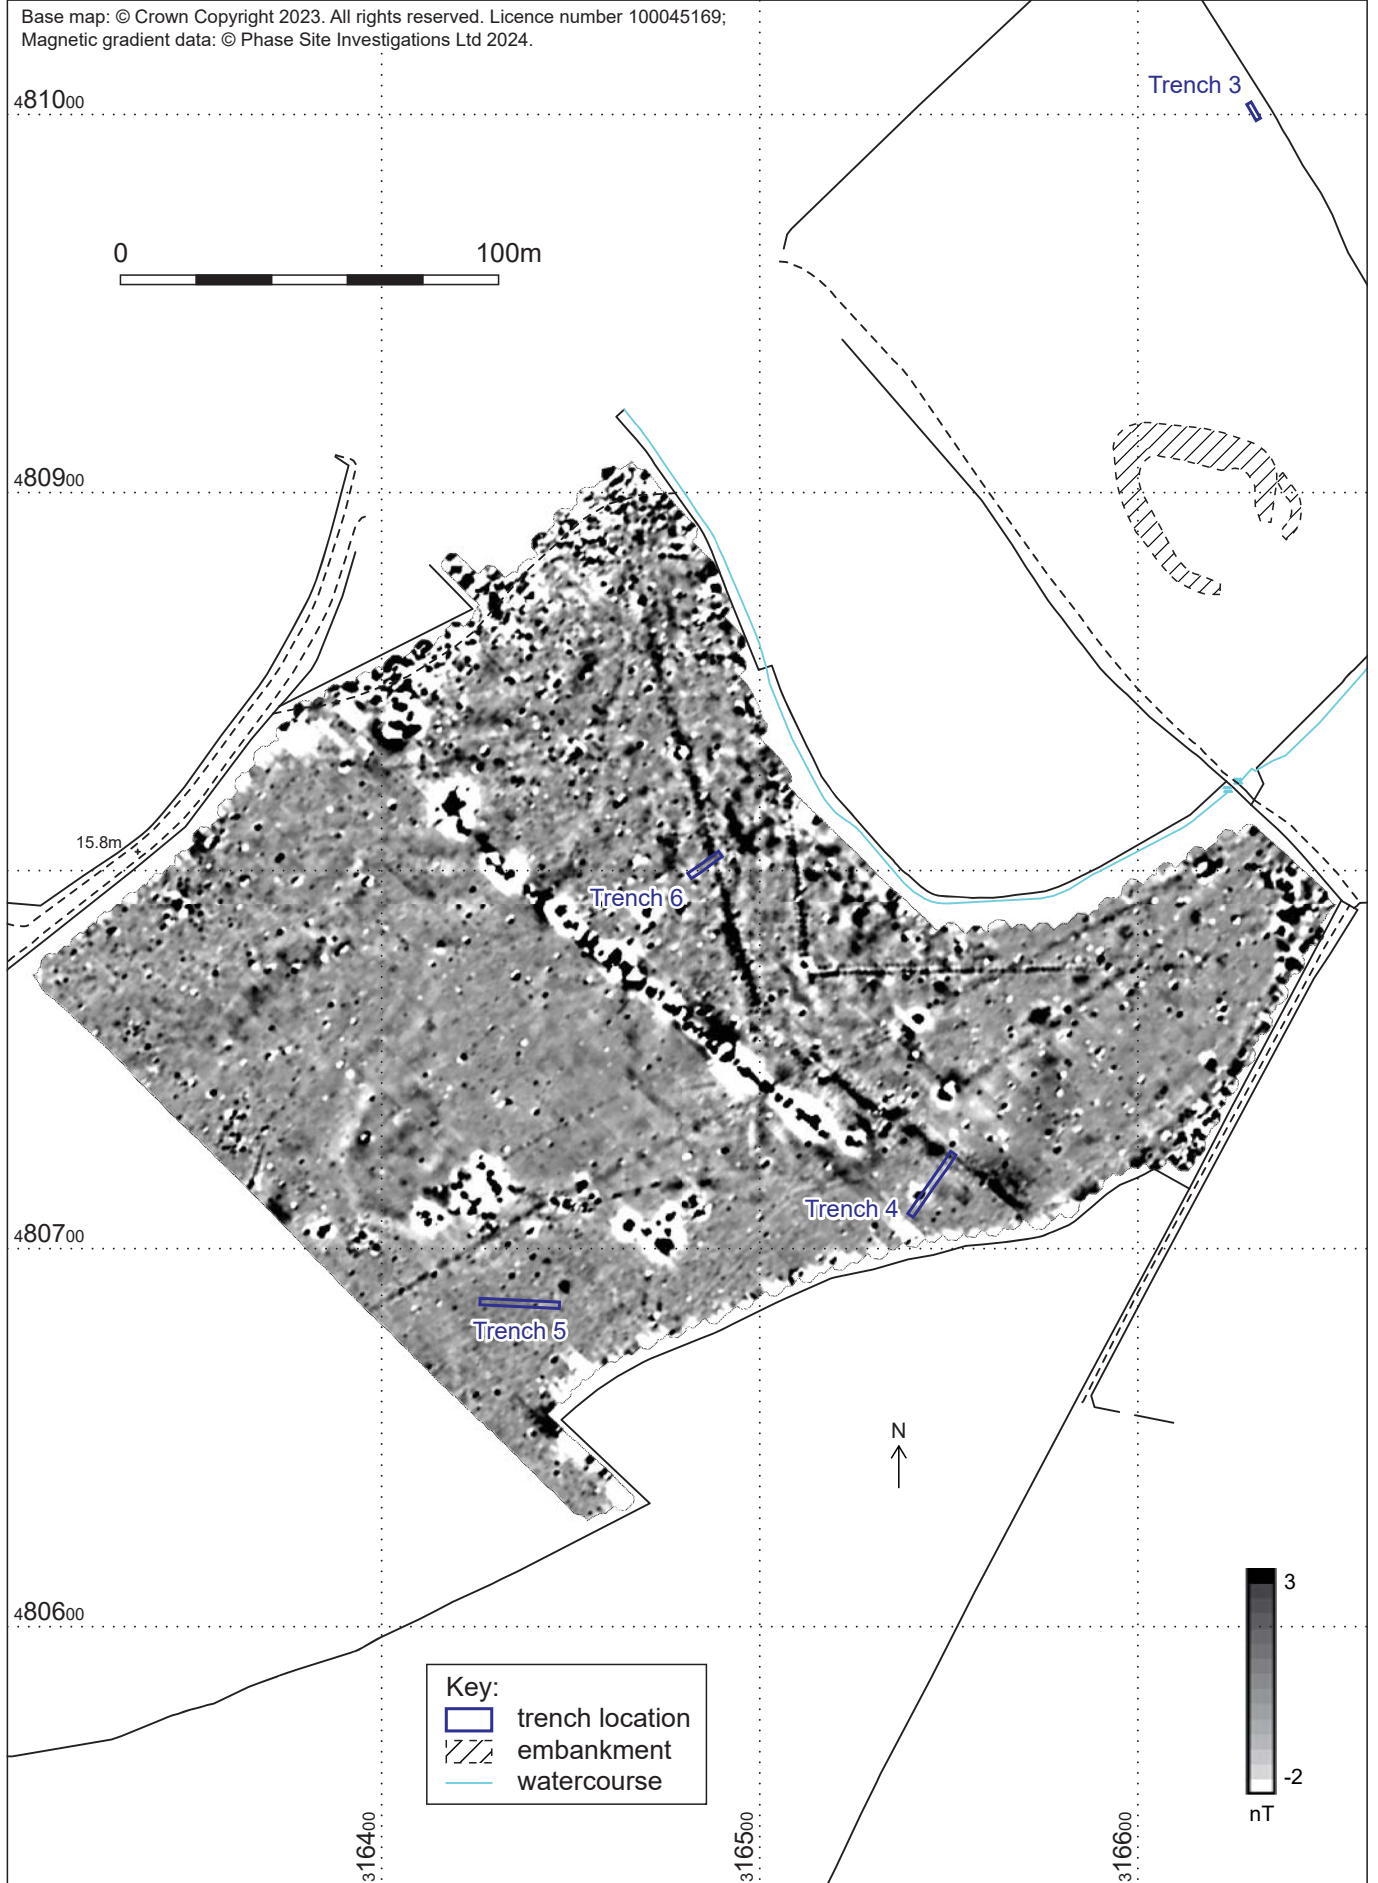 Base map: © Crown Copyright 2023. All rights reserved. Licence number 100045169;
Magnetic gradient data: © Phase Site Investigations Ltd 2024.
Trench 3
481000
0 100m
480900
15.8m
Trench 6
Trench 4
480700
Trench 5
N
480600
3
-2
nT
Key:
trench location
embankment
watercourse
316400
316500
316600